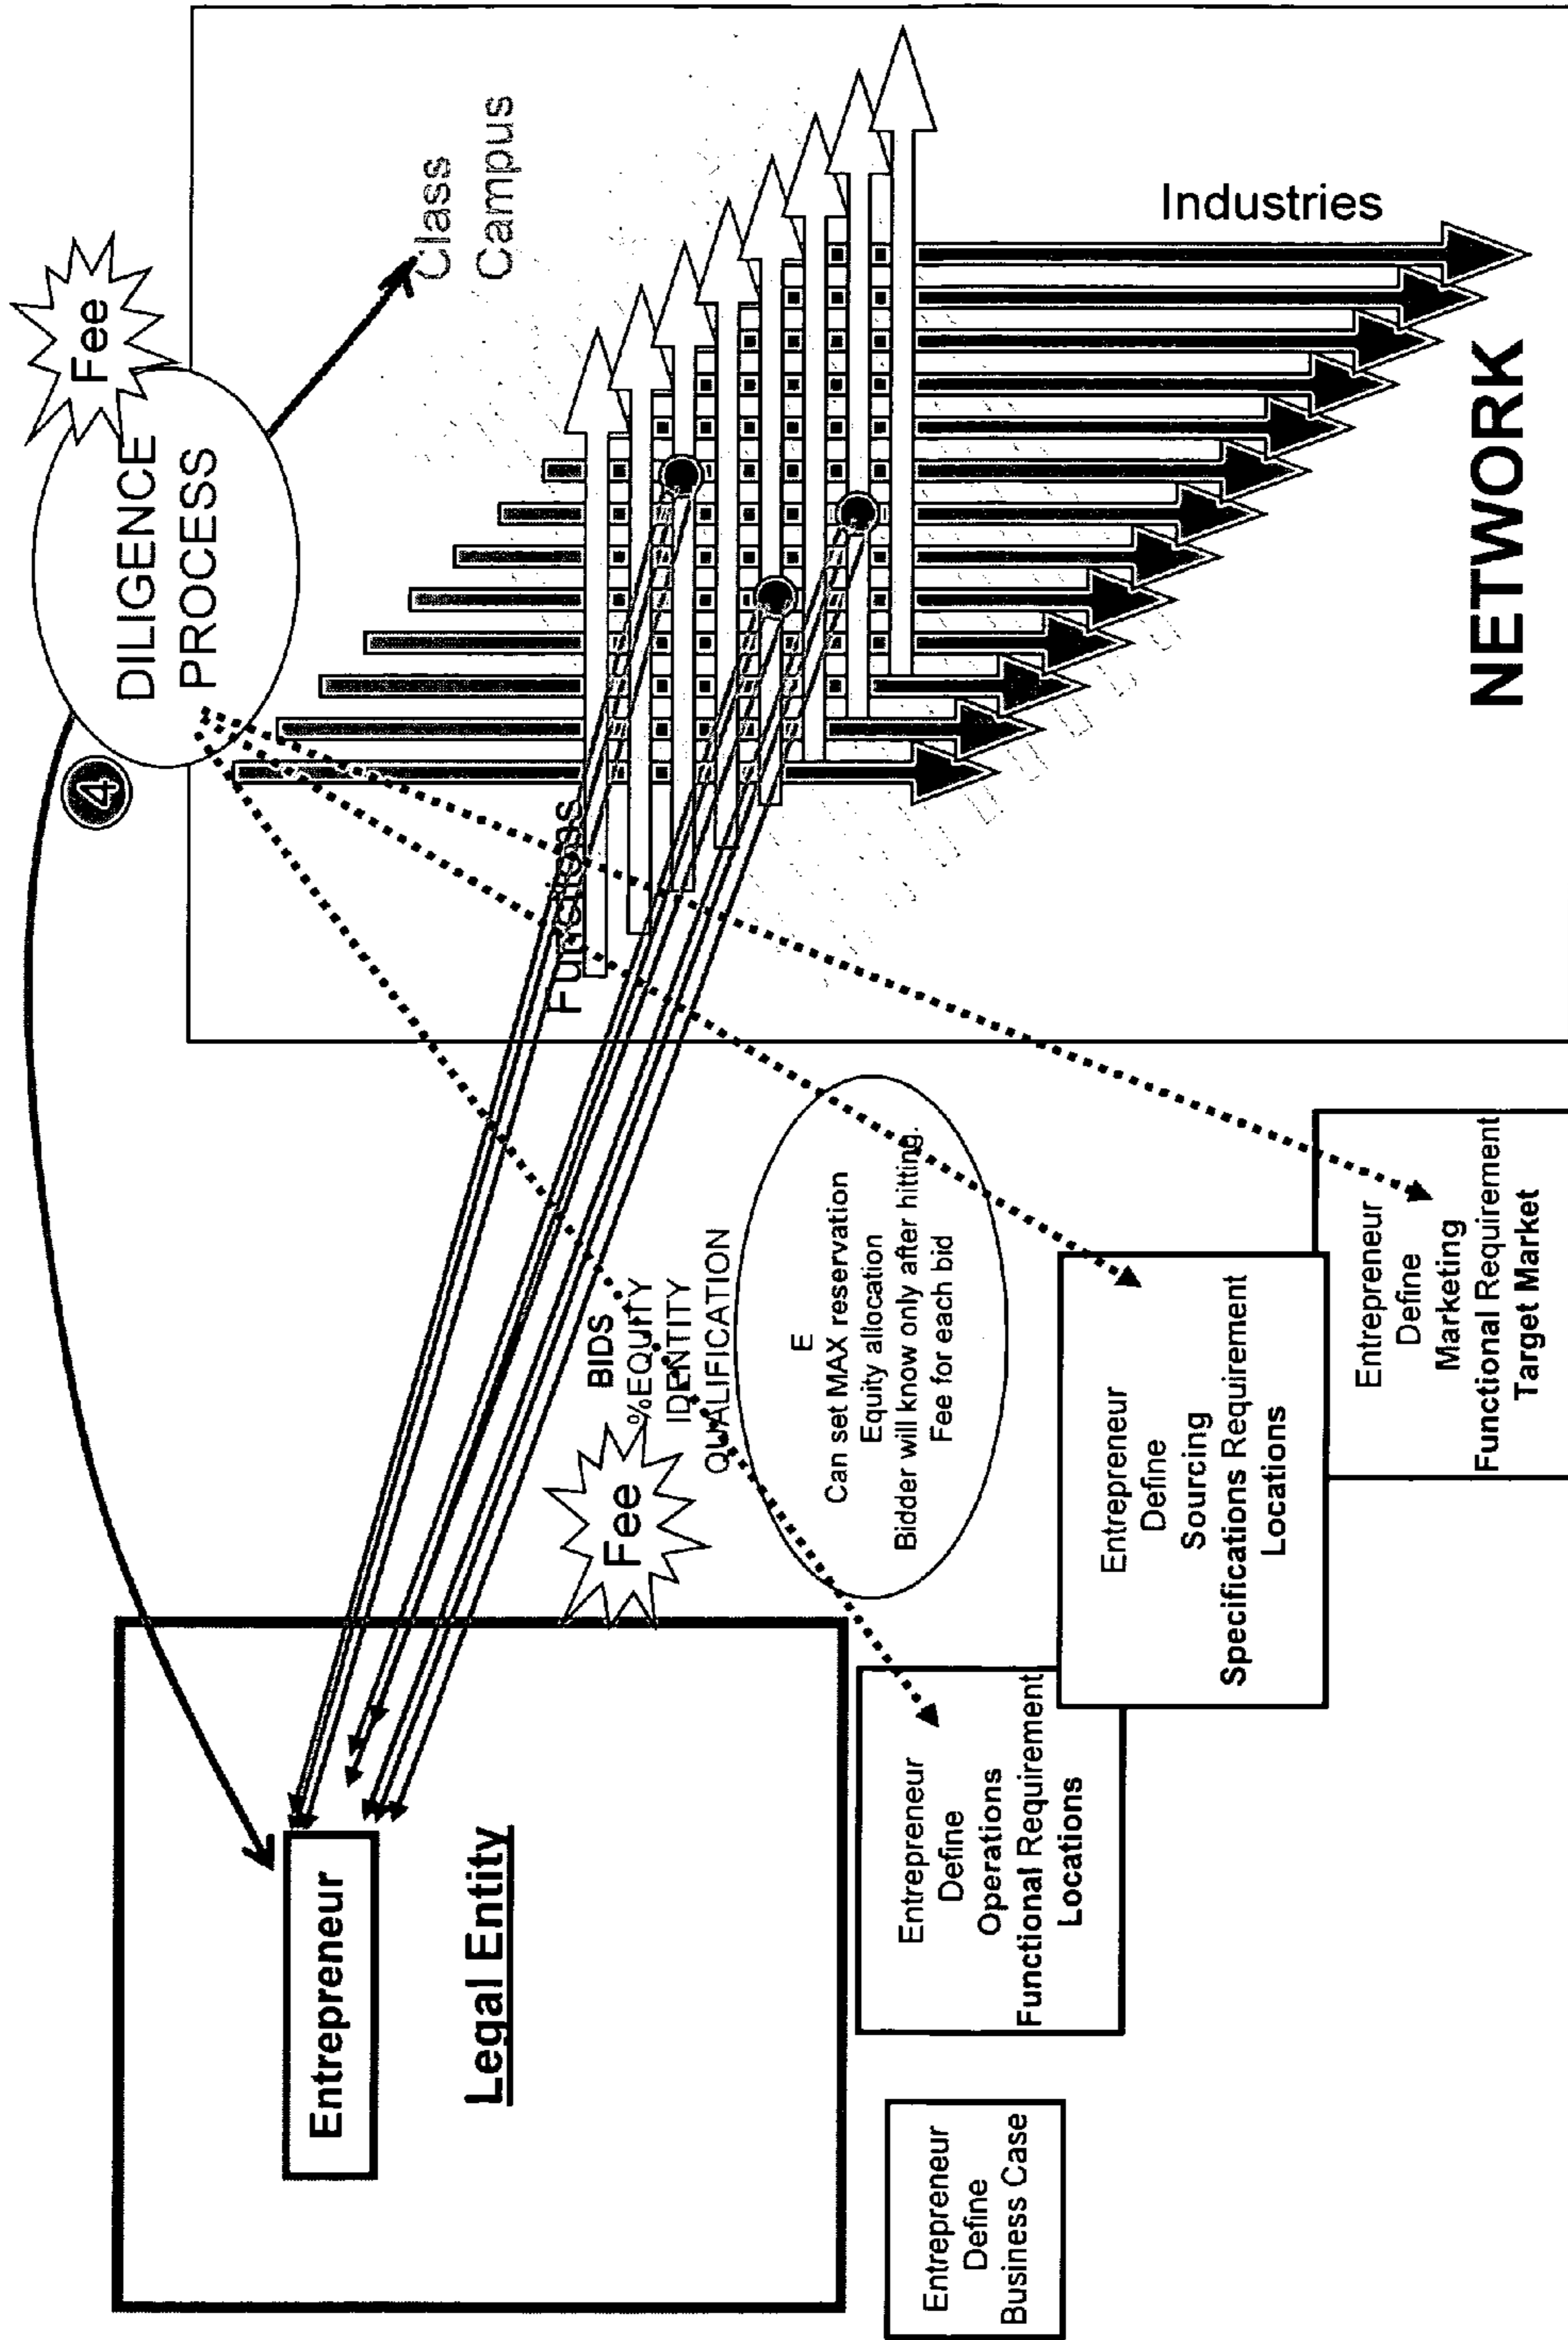 Entrepreneur
Legal Entity
Entrepreneur
Define
Business Case
Entrepreneur
Define
Operations
Functional Requirement
Locations
Entrepreneur
Define
Sourcing
Specifications Requirement
Locations
Entrepreneur
Define
Marketing
Functional Requirement
Target Market
Fee
BIDS
%EQUITY
IDENTITY
QUALIFICATION
E
Can set MAX reservation
Equity allocation
Bidder will know only after hitting.
Fee for each bid
4
DILIGENCE
PROCESS
Fee
Class
Campus
Functions
Industries
NETWORK